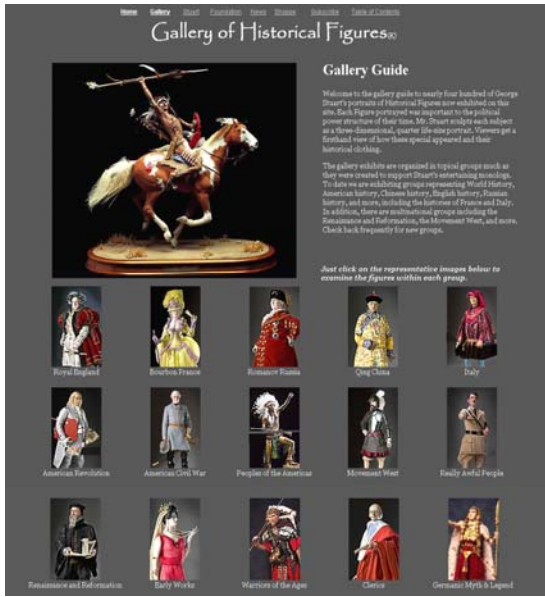 Home Gallery Stuart Foundation News Shoppe Subscribe Table of Contents
Gallery of Historical Figures(R)
Gallery Guide
Welcome to the gallery guide to nearly four hundred of George
Stuart's portraits of Historical Figures now exhibited on this
site. Each Figure portrayed was important to the political
power structure of their time. Mr. Stuart sculpts each subject
as a three-dimensional, quarter life-size portrait. Viewers get a
firsthand view of how these special appeared and their
historical clothing.
The gallery exhibits are organized in topical groups much as
they were created to support Stuart's entertaining monologs.
To date we are exhibiting groups representing World History,
American history, Chinese history, English history, Russian
history, and more, including the histories of France and Italy.
In addition, there are multinational groups including the
Renaissance and Reformation, the Movement West, and more.
Check back frequently for new groups.
Just click on the representative images below to
examine the figures within each group.
Royal England Bourbon France Romanov Russia Qing China Italy
American Revolution American Civil War Peoples of the Americas Movement West Really Awful People
Renaissance and Reformation Early Works Warriors of the Ages Clerics Germanic Myth & Legend